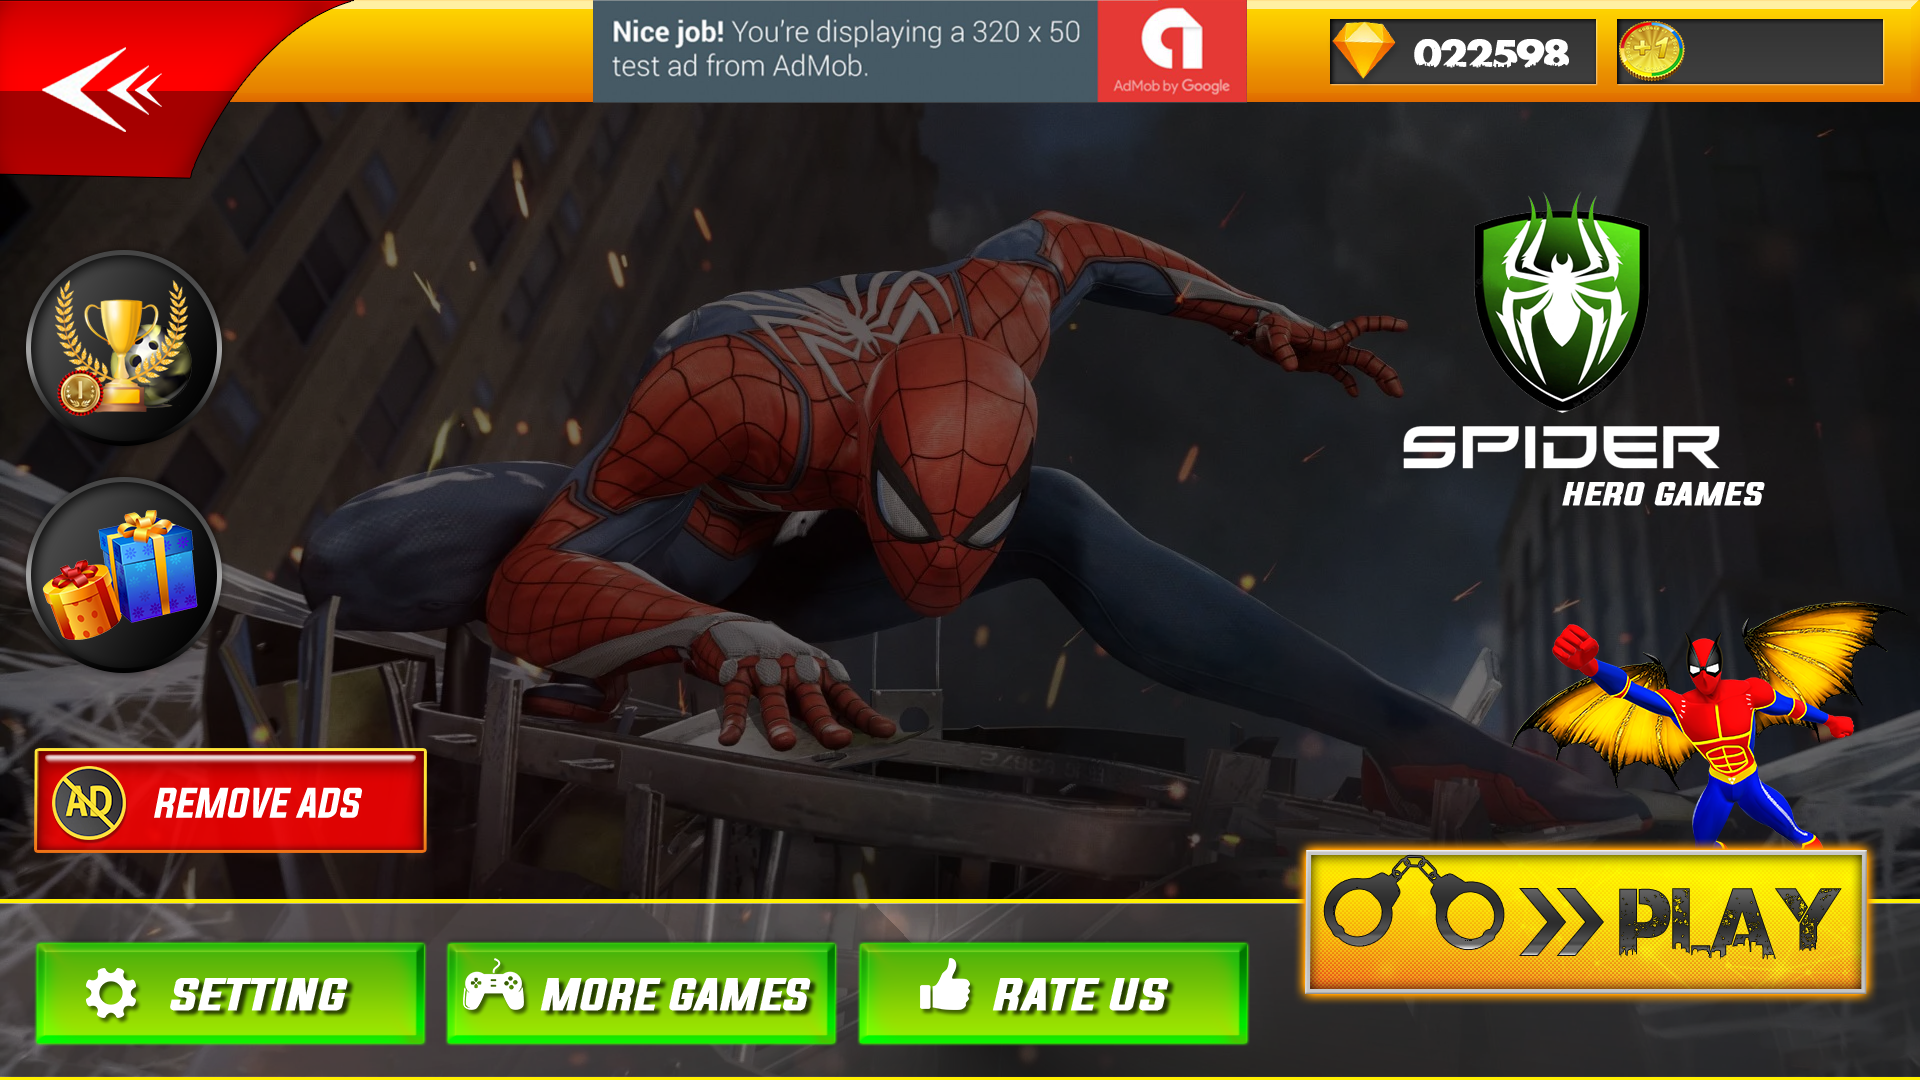 Nice job! You're displaying a 320 x 50
test ad from AdMob.
AdMob by Google
022598
+1
SPIDER
HERO GAMES
AD
REMOVE ADS
PLAY
SETTING
MORE GAMES
RATE US